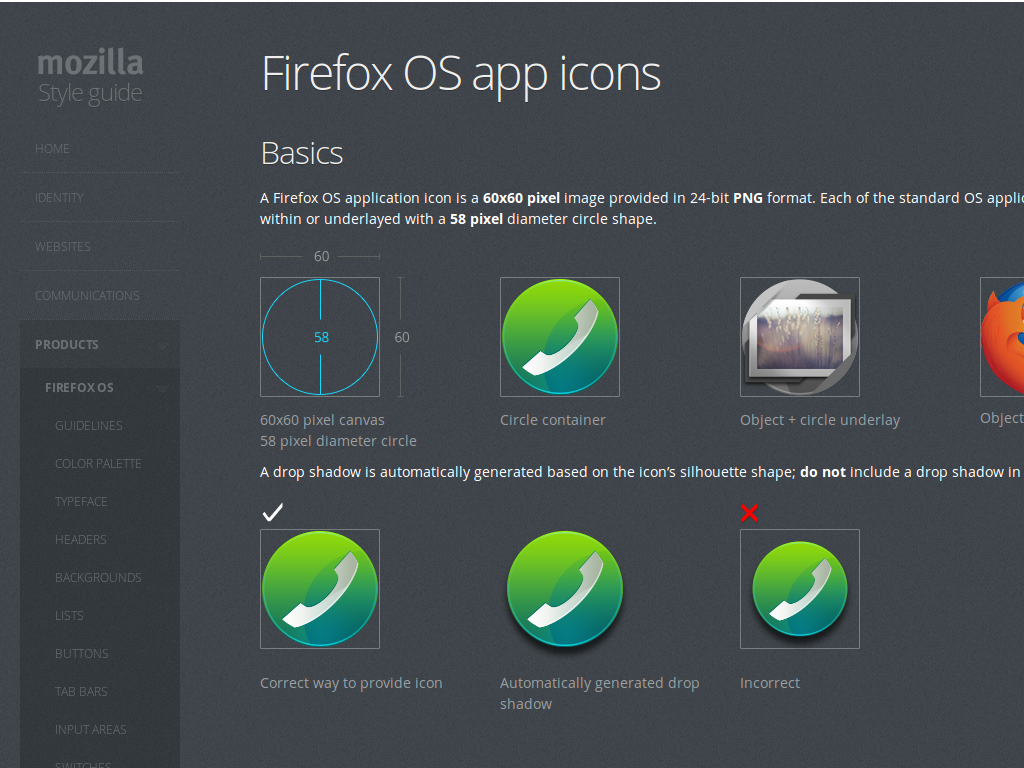 mozilla
Style guide
HOME
IDENTITY
WEBSITES
COMMUNICATIONS
PRODUCTS
FIREFOX OS
GUIDELINES
COLOR PALETTE
TYPEFACE
HEADERS
BACKGROUNDS
LISTS
BUTTONS
TAB BARS
INPUT AREAS
SWITCHES
Firefox OS app icons
Basics
A Firefox OS application icon is a 60x60 pixel image provided in 24-bit PNG format. Each of the standard OS applic
within or underlayed with a 58 pixel diameter circle shape.
60
58
60
60x60 pixel canvas
58 pixel diameter circle
Circle container
Object + circle underlay
Object
A drop shadow is automatically generated based on the icon’s silhouette shape; do not include a drop shadow in
Correct way to provide icon
Automatically generated drop
shadow
Incorrect